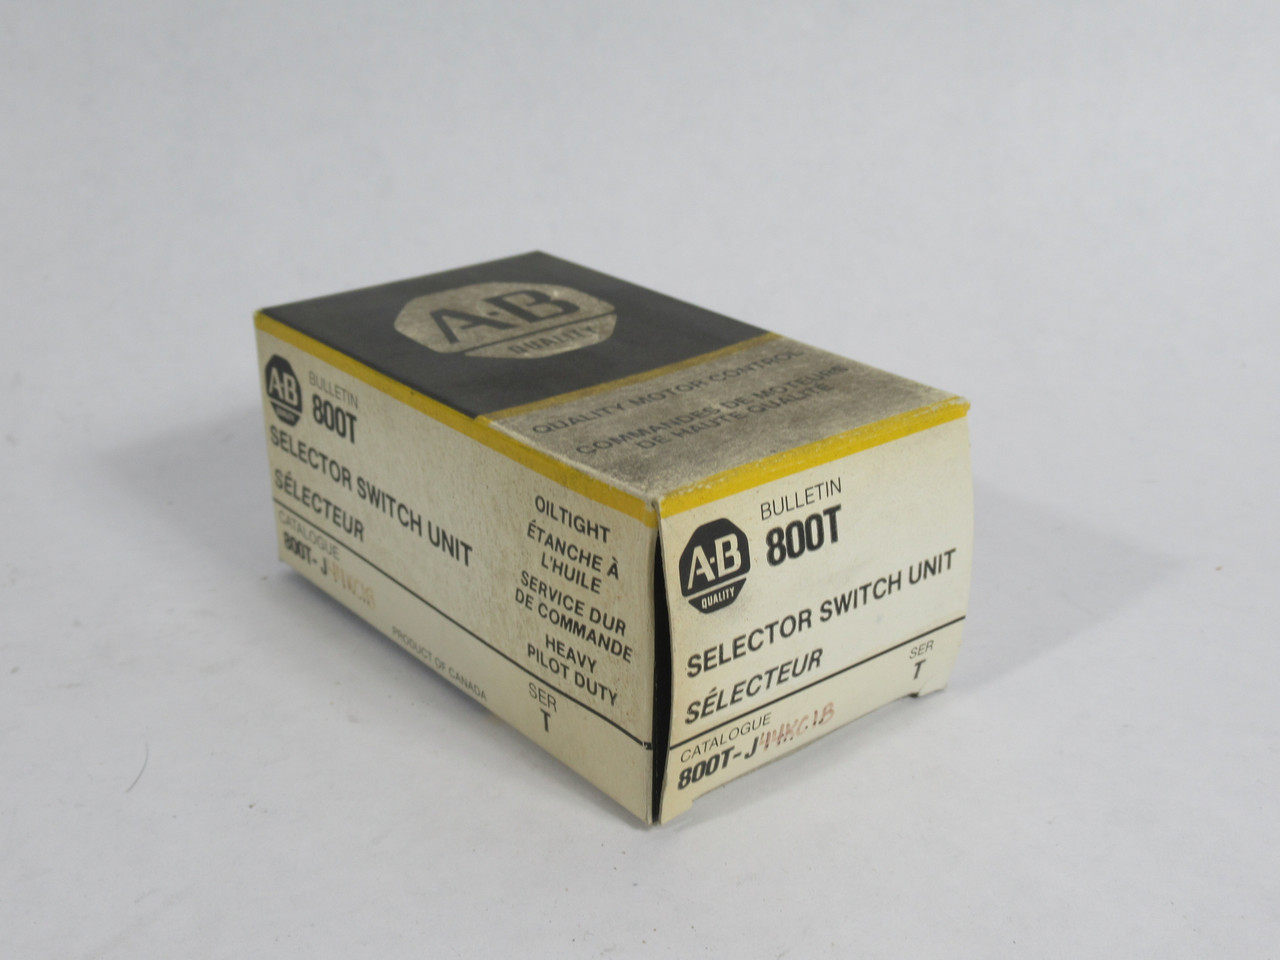 A-B
QUALITY
QUALITY MOTOR CONTROL
COMMANDES DE MOTEURS
DE HAUTE QUALITÉ
A-B
BULLETIN
800T
SELECTOR SWITCH UNIT
SÉLECTEUR
CATALOGUE
800T-J
PRODUCT OF CANADA
OILTIGHT
ÉTANCHE À
L'HUILE
SERVICE DUR
DE COMMANDE
HEAVY
PILOT DUTY
SER
T
A-B
QUALITY
BULLETIN
800T
SELECTOR SWITCH UNIT
SÉLECTEUR
SER
T
CATALOGUE
800T-J44KC1B